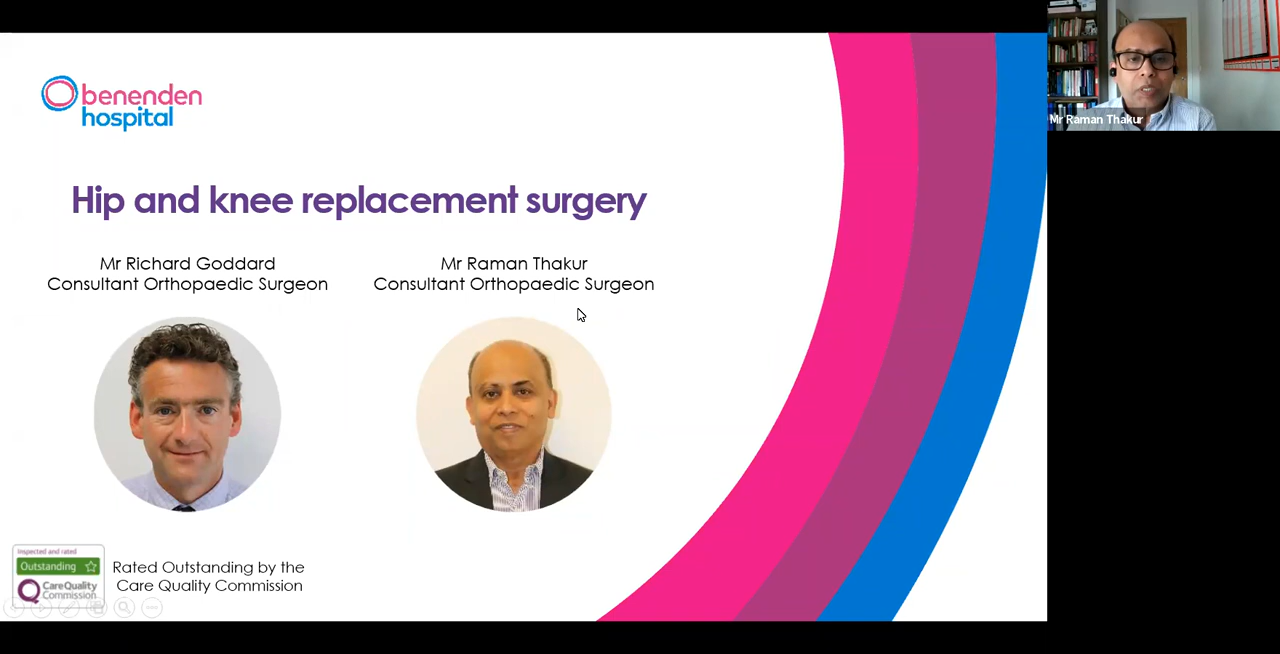 benenden
hospital
Hip and knee replacement surgery
Mr Richard Goddard
Consultant Orthopaedic Surgeon
Mr Raman Thakur
Consultant Orthopaedic Surgeon
Inspected and rated
Outstanding
CareQuality
Commission
Rated Outstanding by the
Care Quality Commission
Mr Raman Thakur